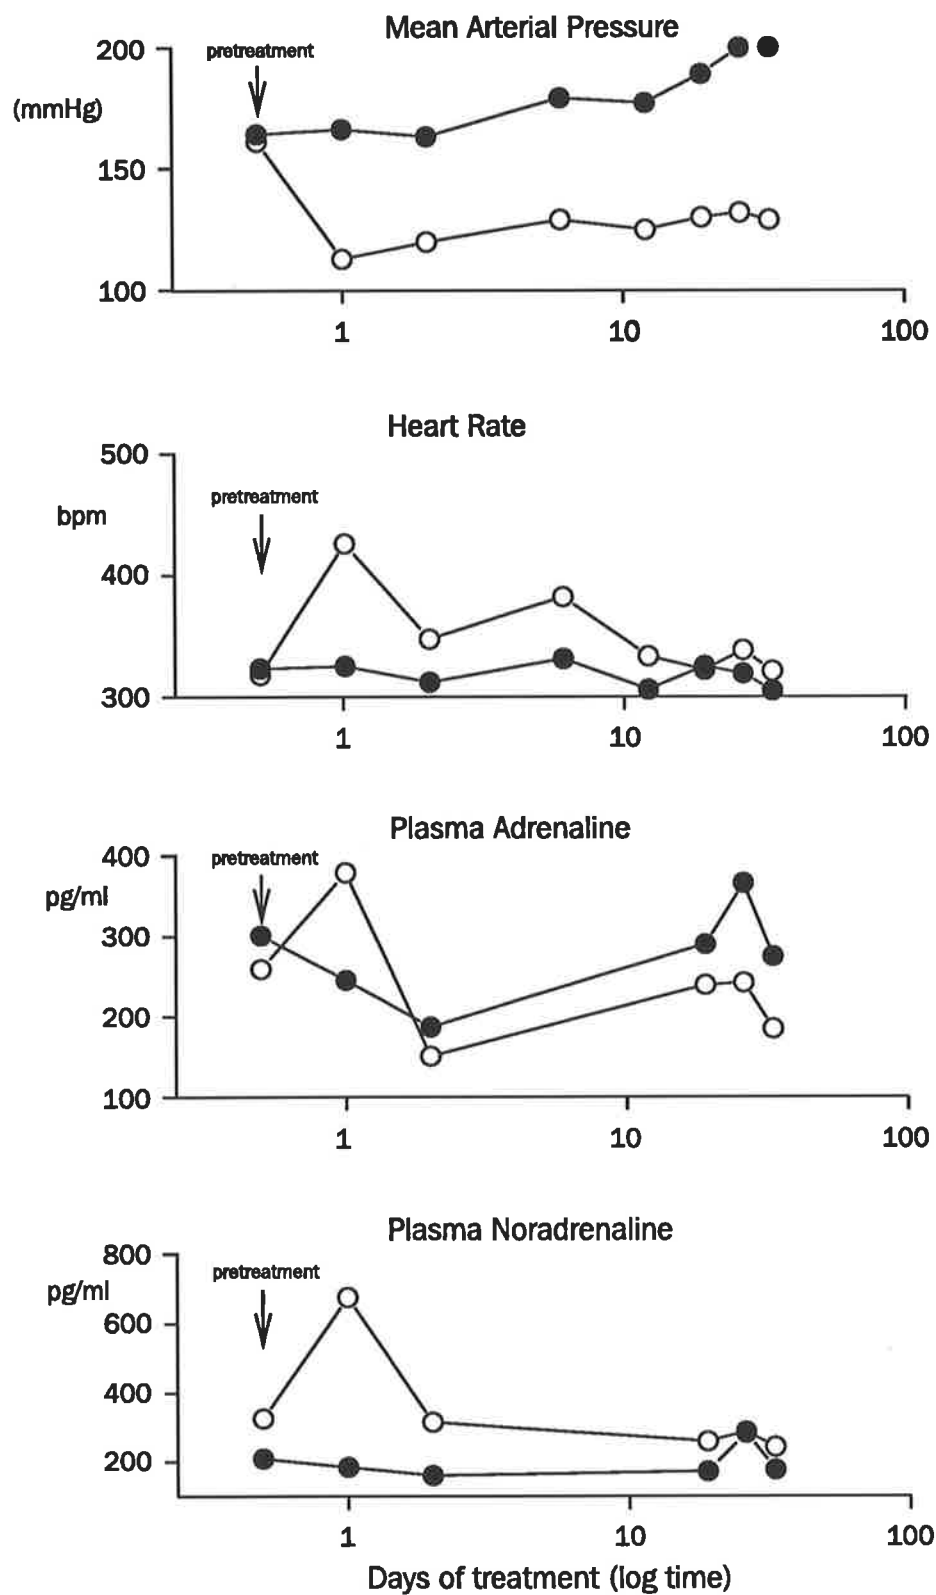 Mean Arterial Pressure
200
pretreatment
(mmHg)
150
100
1
10
100
Heart Rate
500
pretreatment
bpm
400
300
1
10
100
Plasma Adrenaline
400
pretreatment
pg/ml
300
200
100
1
10
100
Plasma Noradrenaline
800
pretreatment
pg/ml
600
400
200
1
10
100
Days of treatment (log time)